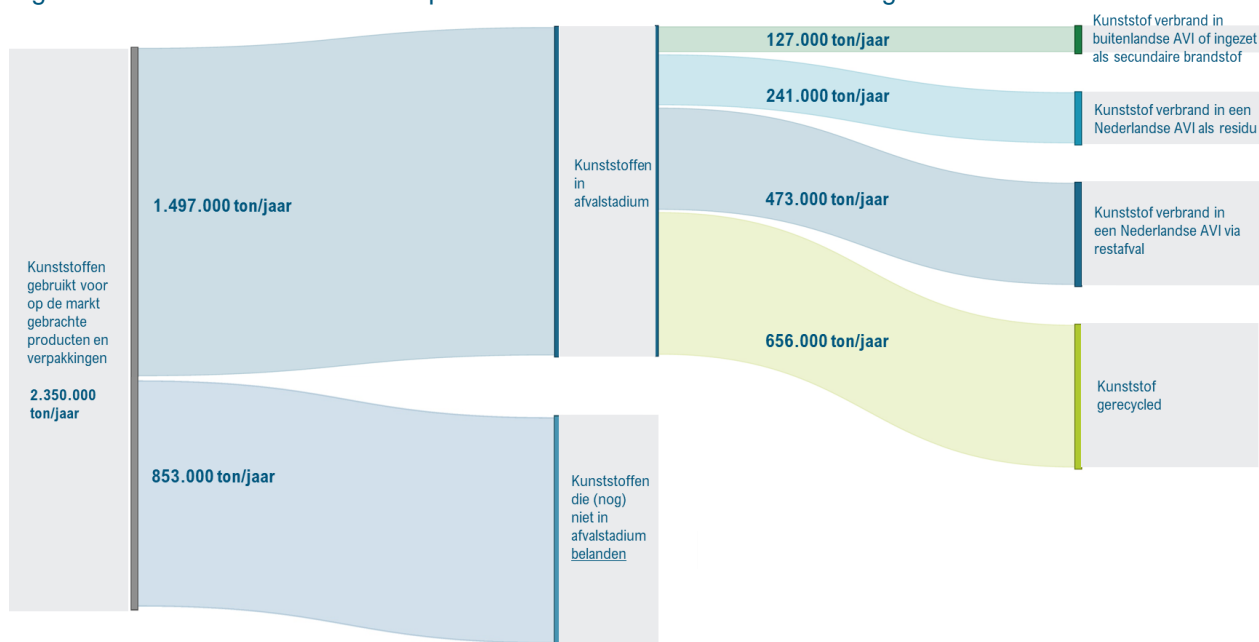 Kunststoffen
gebruikt voor
op de markt
gebrachte
producten en
verpakkingen
2.350.000
ton/jaar
1.497.000 ton/jaar
853.000 ton/jaar
Kunststoffen
in
afvalstadium
Kunststoffen
die (nog)
niet in
afvalstadium
belanden
127.000 ton/jaar
241.000 ton/jaar
473.000 ton/jaar
656.000 ton/jaar
Kunststof verbrand in
buitenlandse AVI of ingezet
als secundaire brandstof
Kunststof verbrand in een
Nederlandse AVI als residu
Kunststof verbrand in
een Nederlandse AVI via
restafval
Kunststof
gerecycled